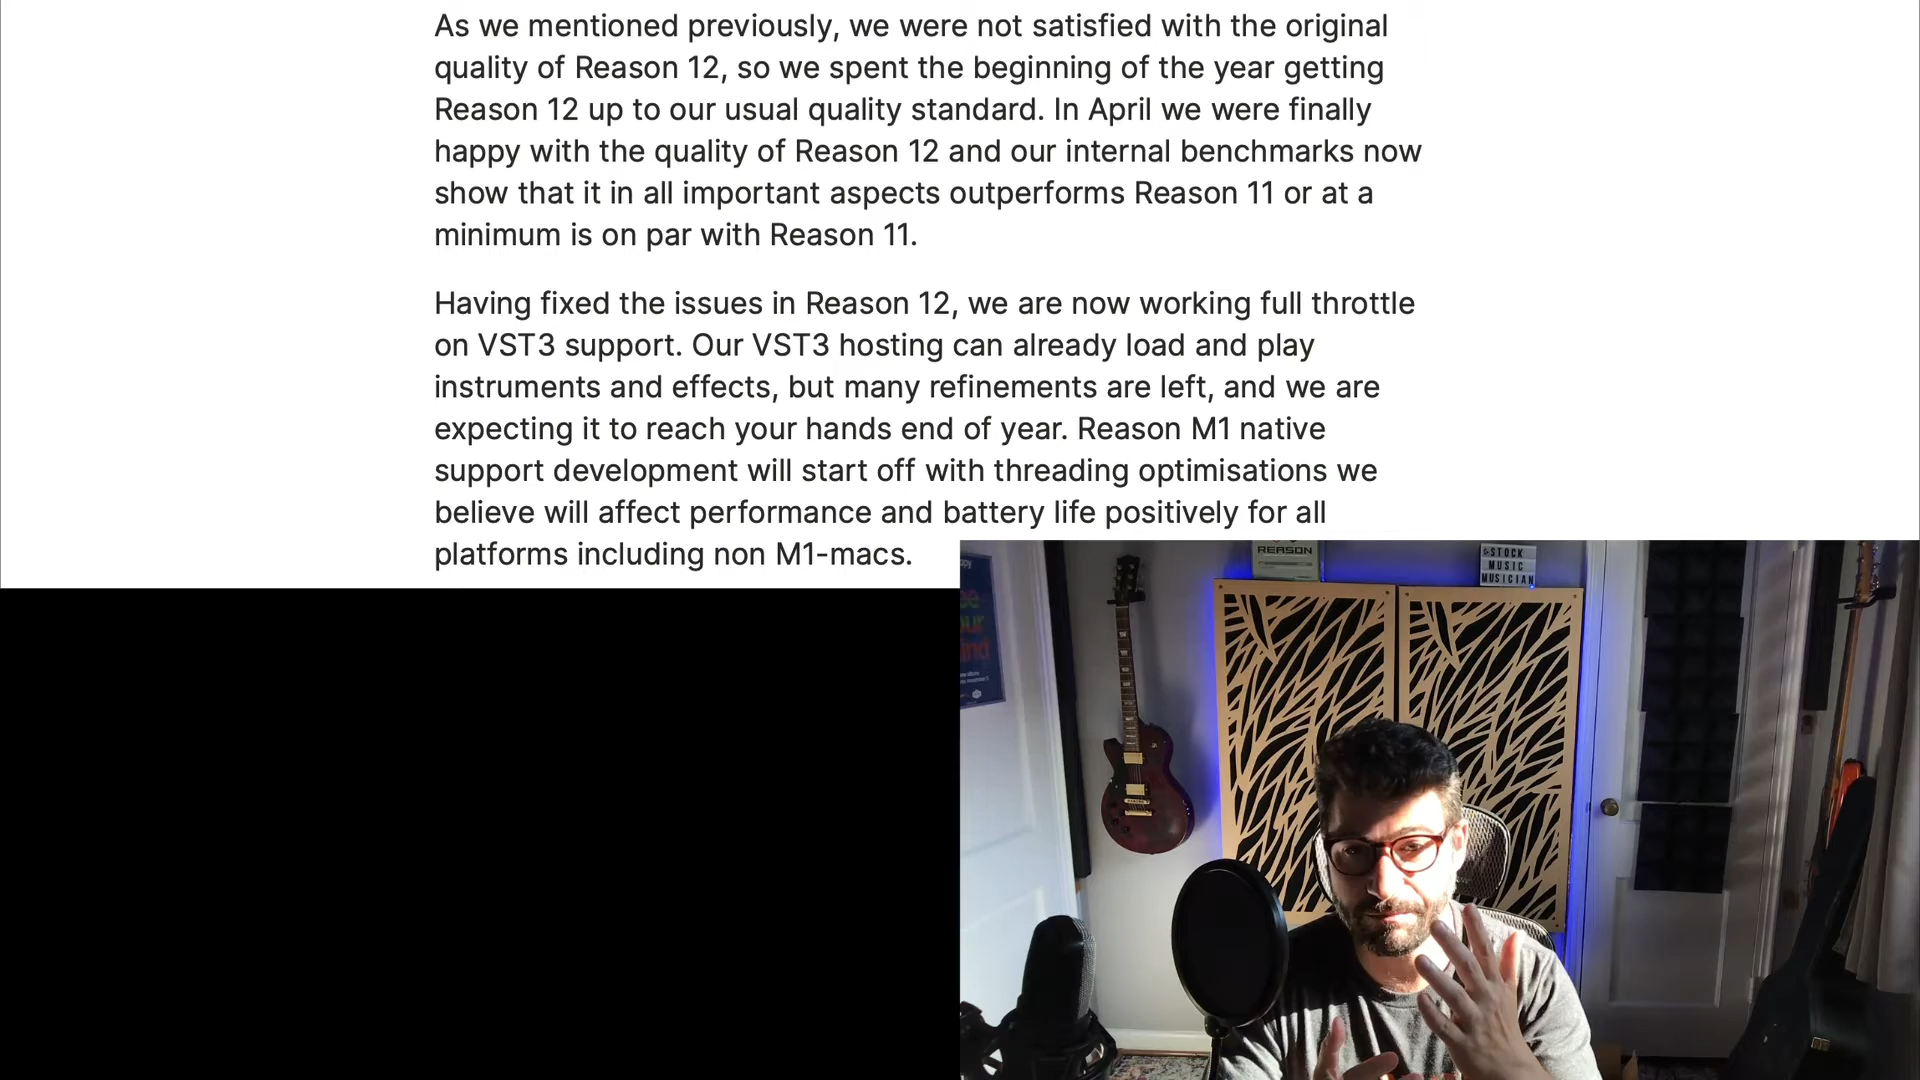 As we mentioned previously, we were not satisfied with the original
quality of Reason 12, so we spent the beginning of the year getting
Reason 12 up to our usual quality standard. In April we were finally
happy with the quality of Reason 12 and our internal benchmarks now
show that it in all important aspects outperforms Reason 11 or at a
minimum is on par with Reason 11.
Having fixed the issues in Reason 12, we are now working full throttle
on VST3 support. Our VST3 hosting can already load and play
instruments and effects, but many refinements are left, and we are
expecting it to reach your hands end of year. Reason M1 native
support development will start off with threading optimisations we
believe will affect performance and battery life positively for all
platforms including non M1-macs.
REASON
STOCK
MUSIC
MUSICIAN